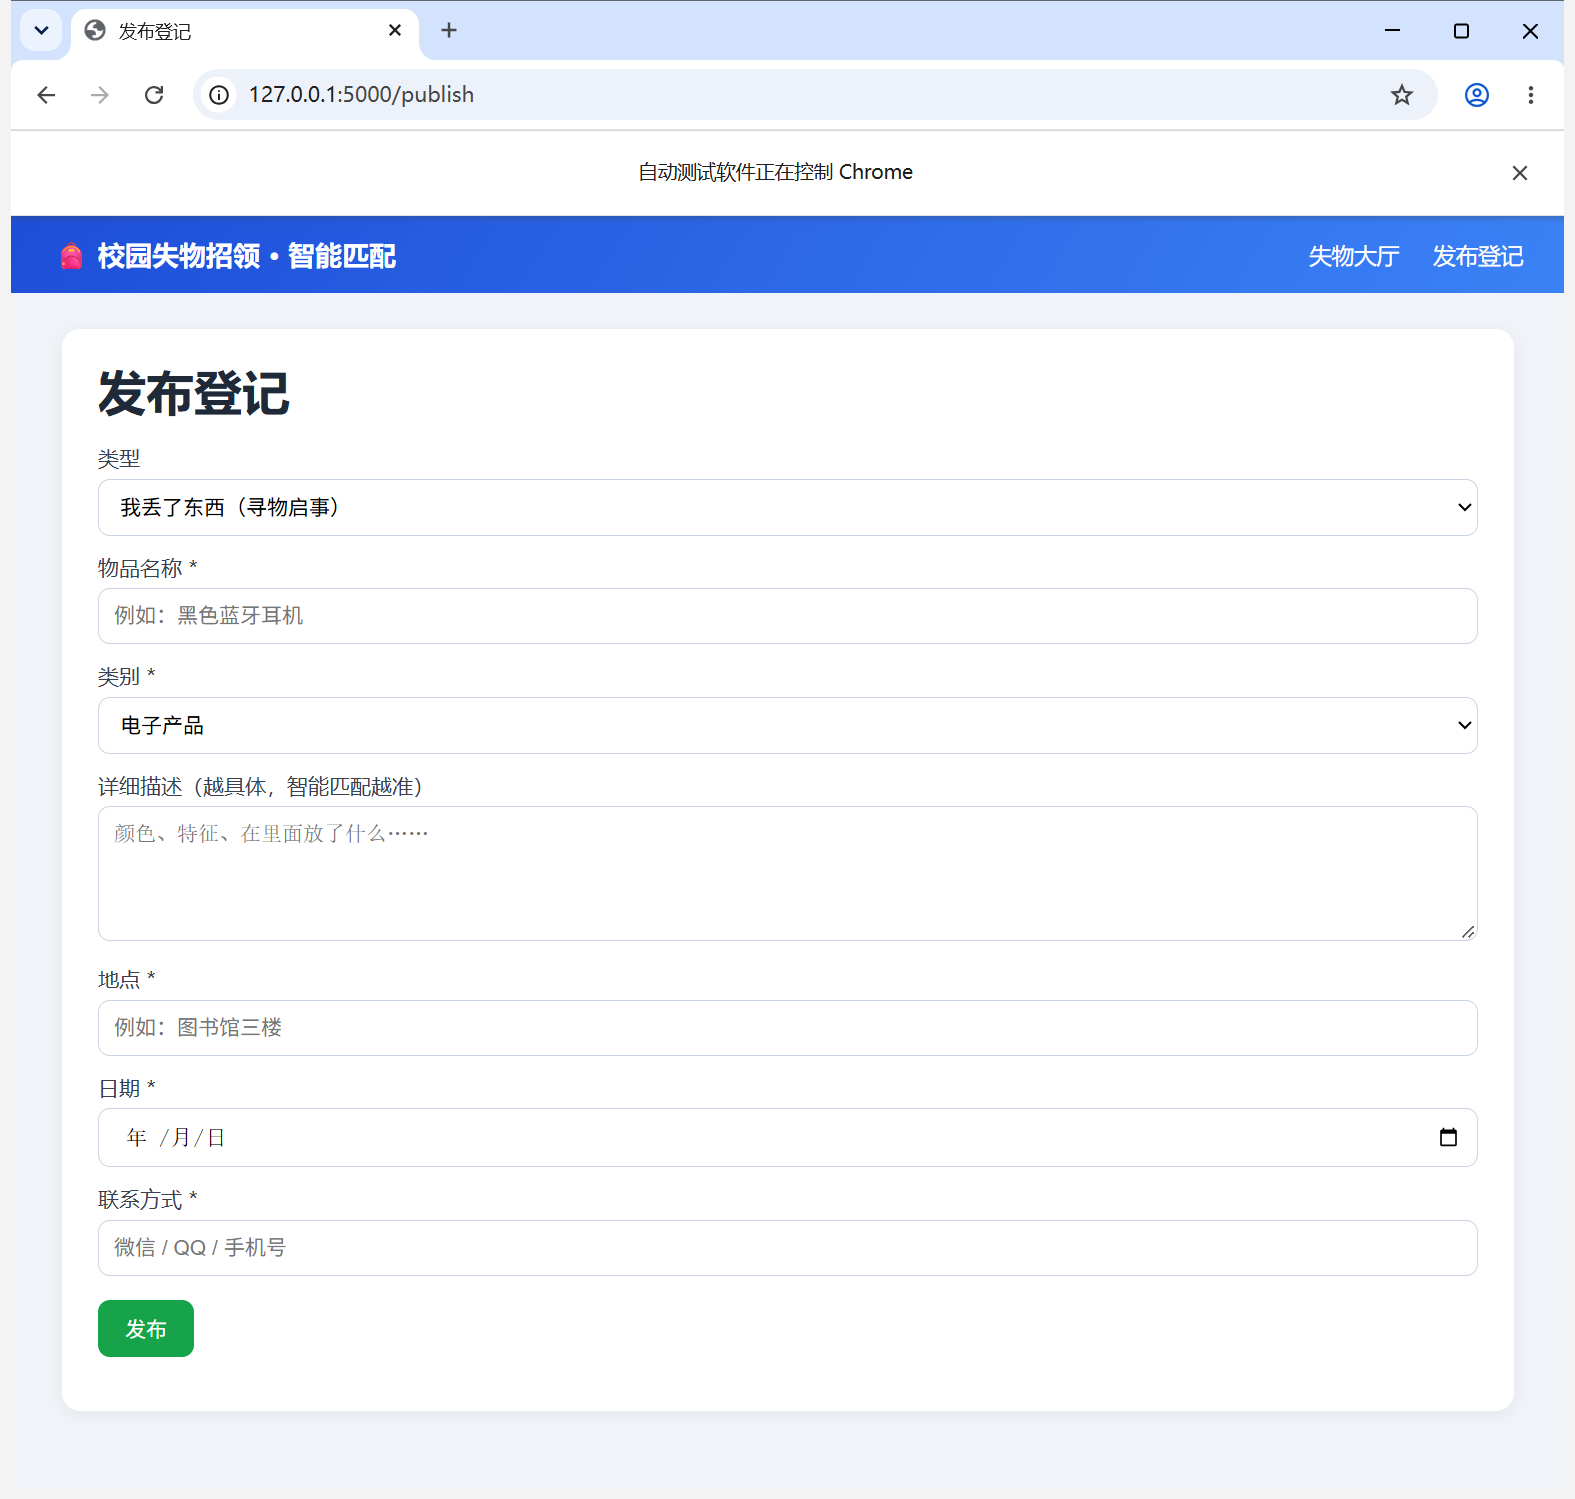 发布登记
127.0.0.1:5000/publish
自动测试软件正在控制 Chrome
校园失物招领 • 智能匹配
失物大厅 发布登记
发布登记
类型
我丢了东西（寻物启事）
物品名称 *
例如：黑色蓝牙耳机
类别 *
电子产品
详细描述（越具体，智能匹配越准）
颜色、特征、在里面放了什么……
地点 *
例如：图书馆三楼
日期 *
年 /月/日
联系方式 *
微信 / QQ / 手机号
发布